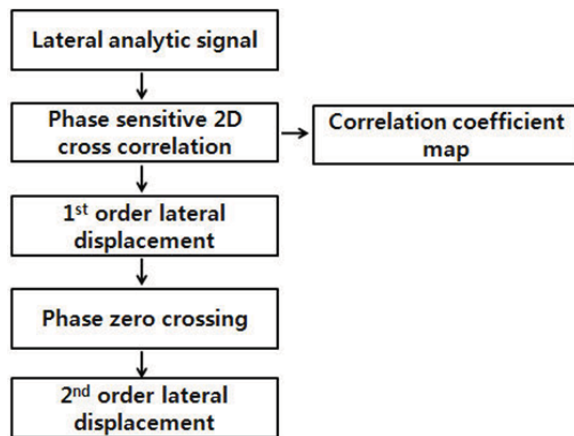 Lateral analytic signal
Phase sensitive 2D
cross correlation
Correlation coefficient
map
1st order lateral
displacement
Phase zero crossing
2nd order lateral
displacement